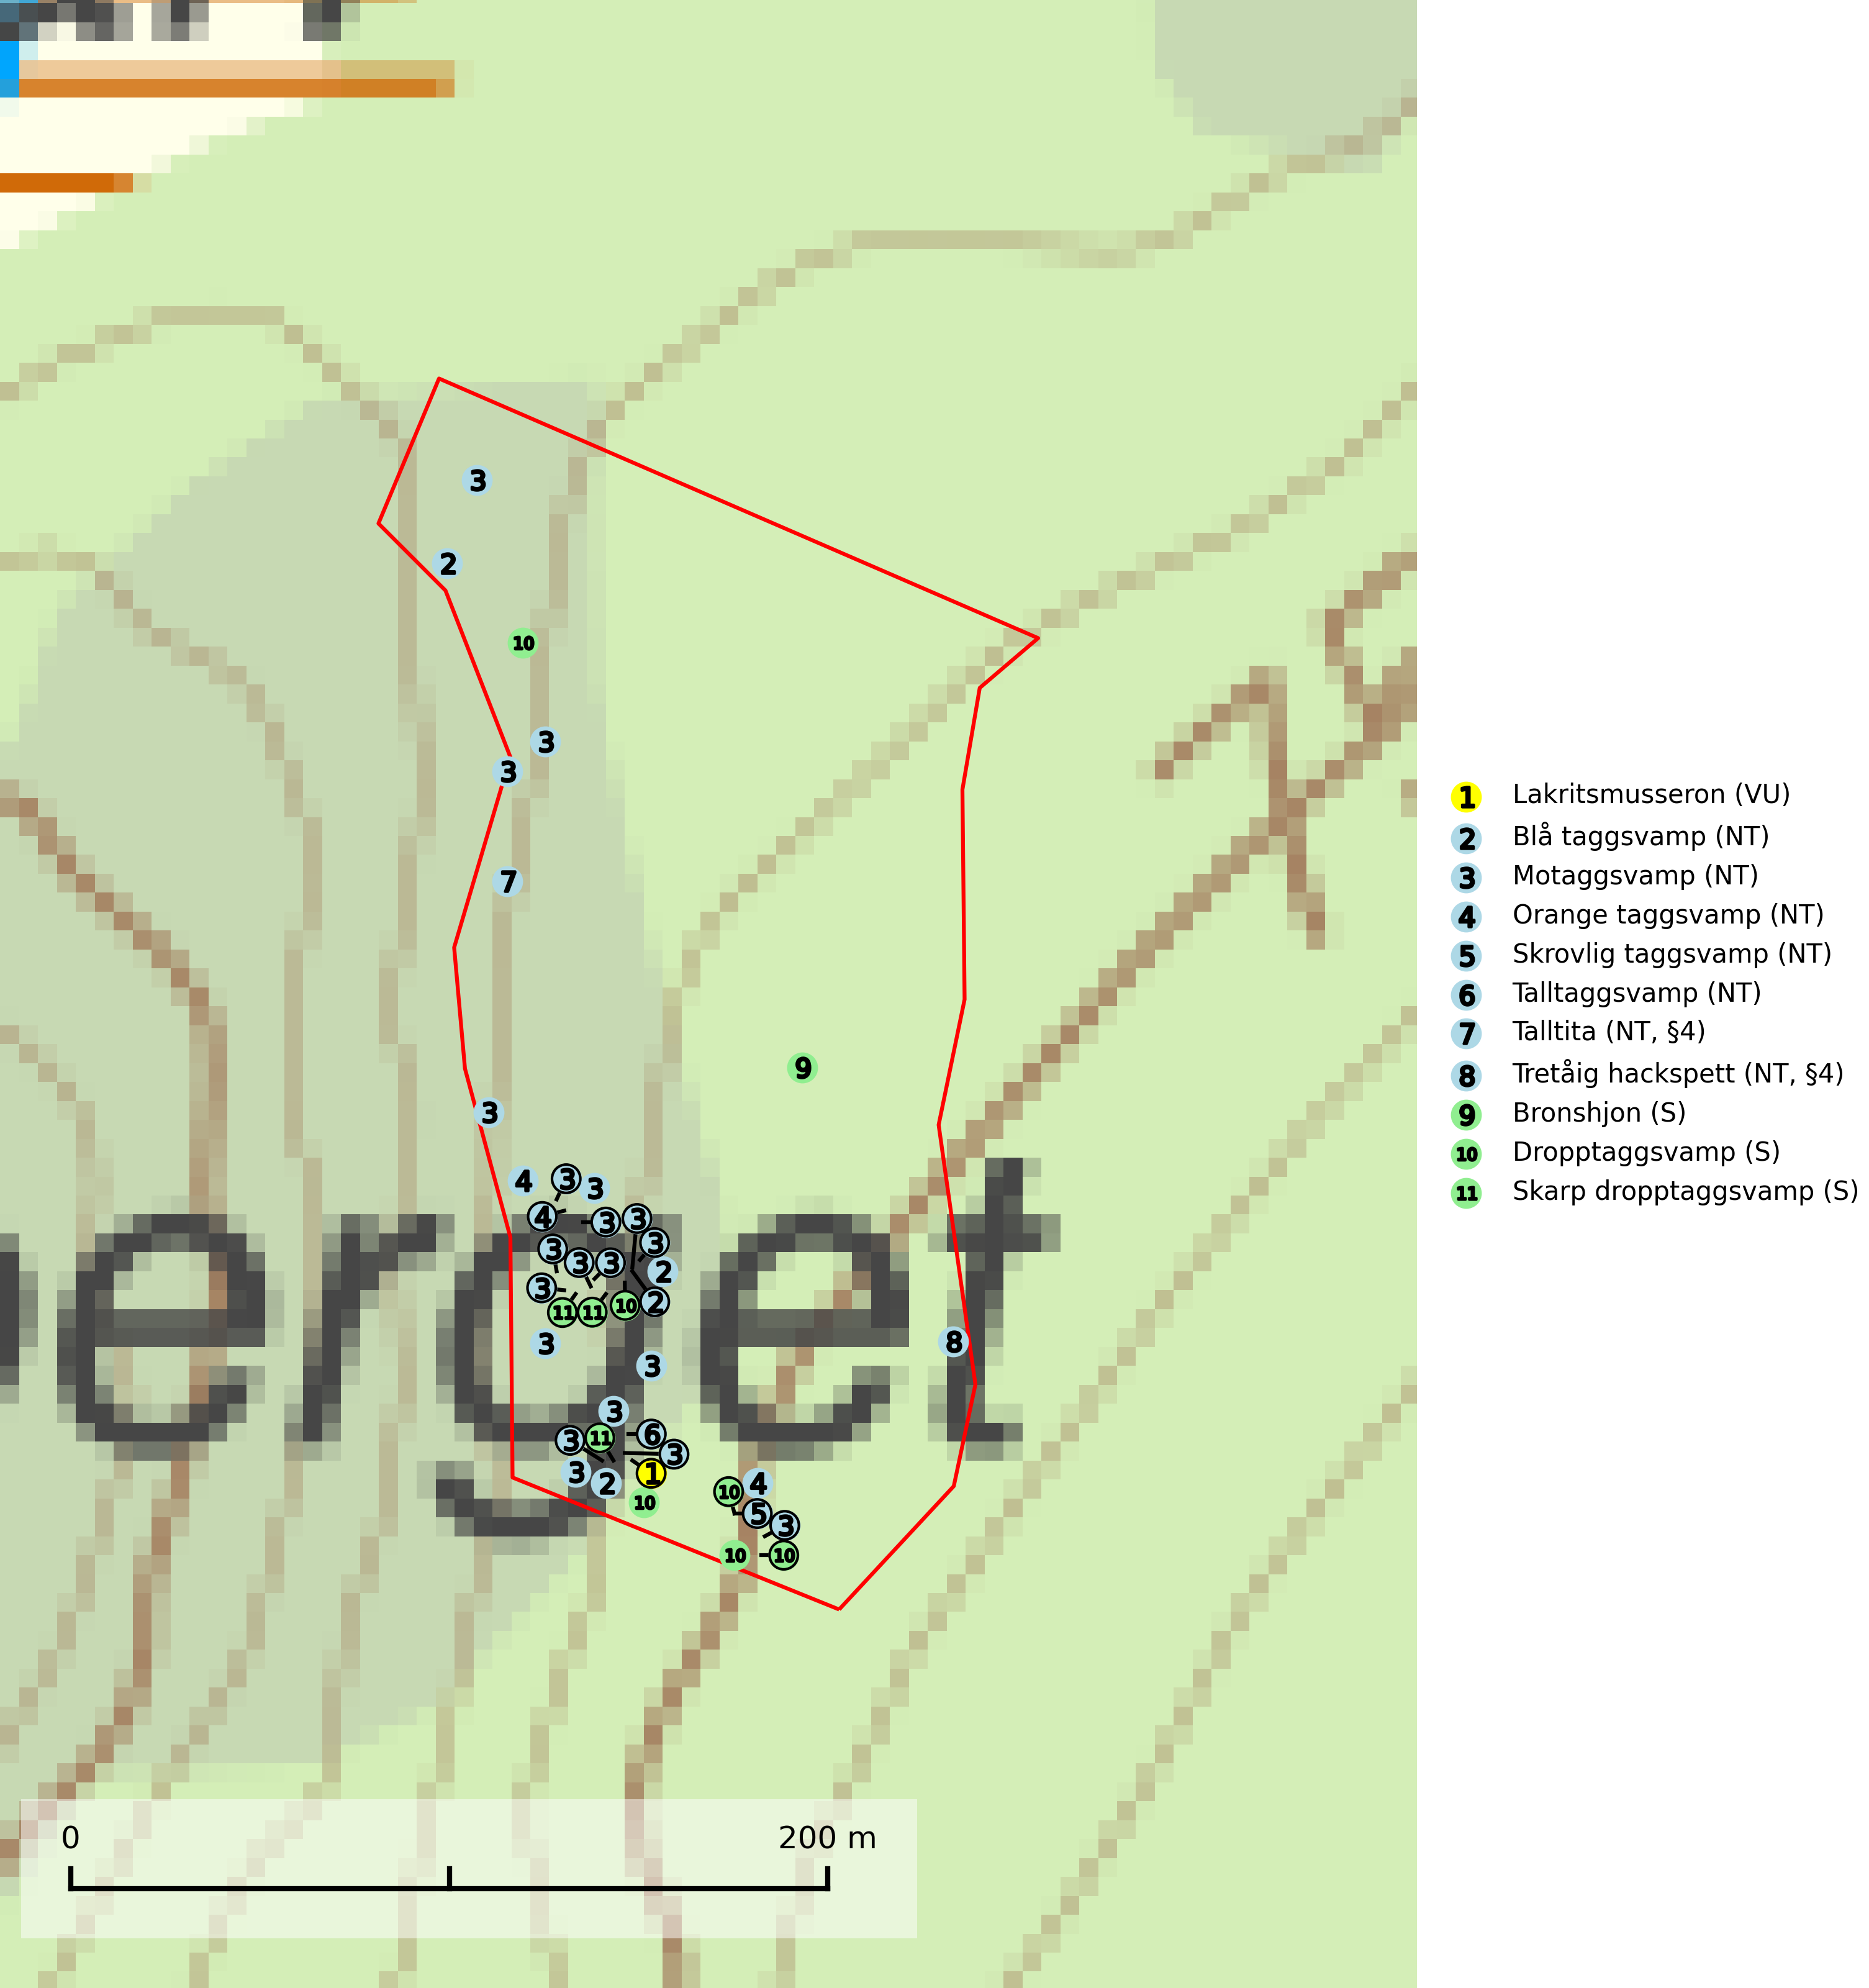 3
2
10
3
3
7
9
3
4 3 3
4 3 3
3 3
3 3 2
3 10 2
11 11
8
3
3
3
3 11 6
3
3 2 1
10
10 4
5
3
10 10
erget
0 200 m
1 Lakritsmusseron (VU)
2 Blå taggsvamp (NT)
3 Motaggsvamp (NT)
4 Orange taggsvamp (NT)
5 Skrovlig taggsvamp (NT)
6 Talltaggsvamp (NT)
7 Talltita (NT, §4)
8 Tretåig hackspett (NT, §4)
9 Bronshjon (S)
10 Dropptaggsvamp (S)
11 Skarp dropptaggsvamp (S)